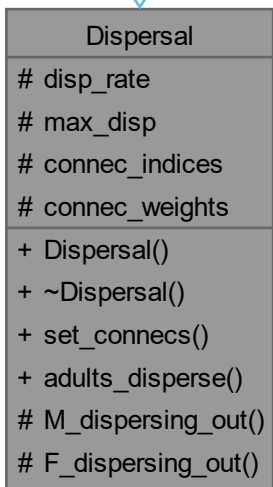 Dispersal
# disp_rate
# max_disp
# connec_indices
# connec_weights
+ Dispersal()
+ ~Dispersal()
+ set_connecs()
+ adults_disperse()
# M_dispersing_out()
# F_dispersing_out()